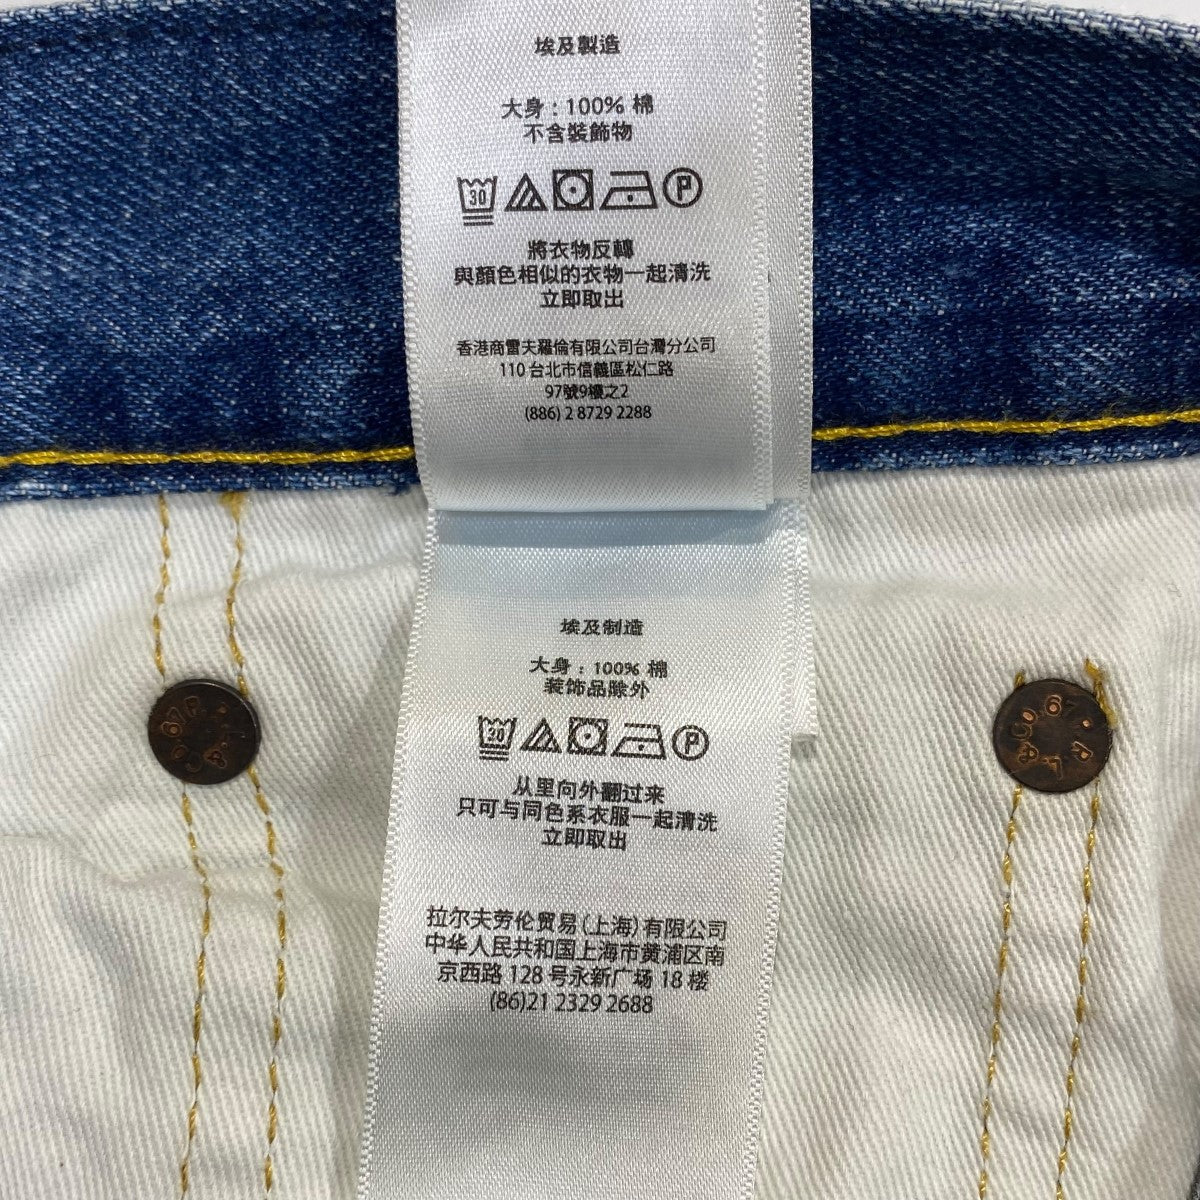 埃及製造
大身：100% 棉
不含裝飾物
30
P
將衣物反轉
與顏色相似的衣物一起清洗
立即取出
香港商雷夫羅倫有限公司台灣分公司
110 台北市信義區松仁路
97號9樓之2
(886) 2 8729 2288
埃及制造
大身：100% 棉
装饰品除外
30
P
从里向外翻过来
只可与同色系衣服一起清洗
立即取出
拉尔夫劳伦贸易(上海)有限公司
中华人民共和国上海市黄浦区南
京西路 128 号永新广场 18 楼
(86)21 2329 2688